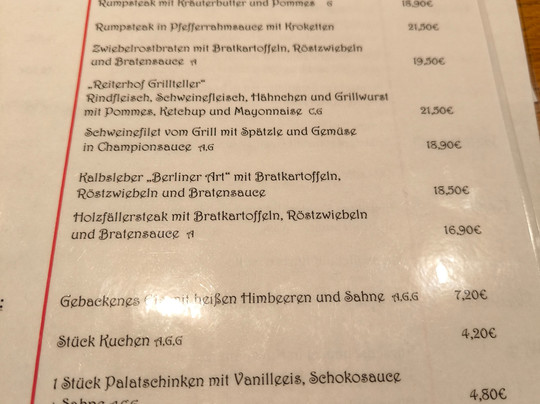 Rumpsteak mit Kräuterbutter und Pommes G 18,90€
Rumpsteak in Pfefferrahmsauce mit Kroketten 21,50€
Zwiebelrostbraten mit Bratkartoffeln, Röstzwiebeln
und Bratensauce A 19,50€
„Reiterhof Grillteller“
Rindfleisch, Schweinefleisch, Hähnchen und Grillwurst
mit Pommes, Ketchup und Mayonnaise C,G 21,50€
Schweinefilet vom Grill mit Spätzle und Gemüse
in Championsauce A,G 18,90€
Kalbsleber „Berliner Art“ mit Bratkartoffeln,
Röstzwiebeln und Bratensauce 18,50€
Holzfällersteak mit Bratkartoffeln, Röstzwiebeln
und Bratensauce A 16,90€
Gebackenes mit heißen Himbeeren und Sahne A,G,G 7,20€
Stück Kuchen A,G,G 4,20€
1 Stück Palatschinken mit Vanilleeis, Schokosauce
Sahne A,G,G 4,80€